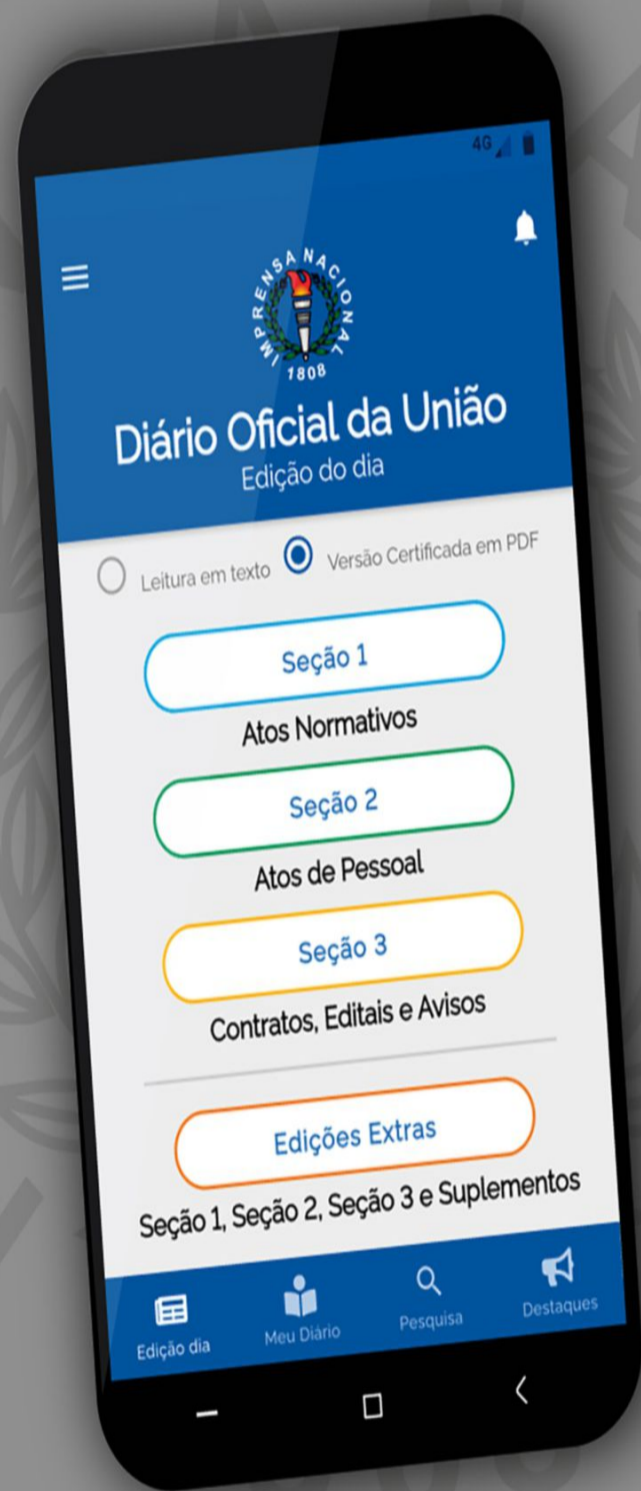 4G
IMPRENSA NACIONAL
1808
Diário Oficial da União
Edição do dia
Leitura em texto Versão Certificada em PDF
Seção 1
Atos Normativos
Seção 2
Atos de Pessoal
Seção 3
Contratos, Editais e Avisos
Edições Extras
Seção 1, Seção 2, Seção 3 e Suplementos
Edição dia Meu Diário Pesquisa Destaques